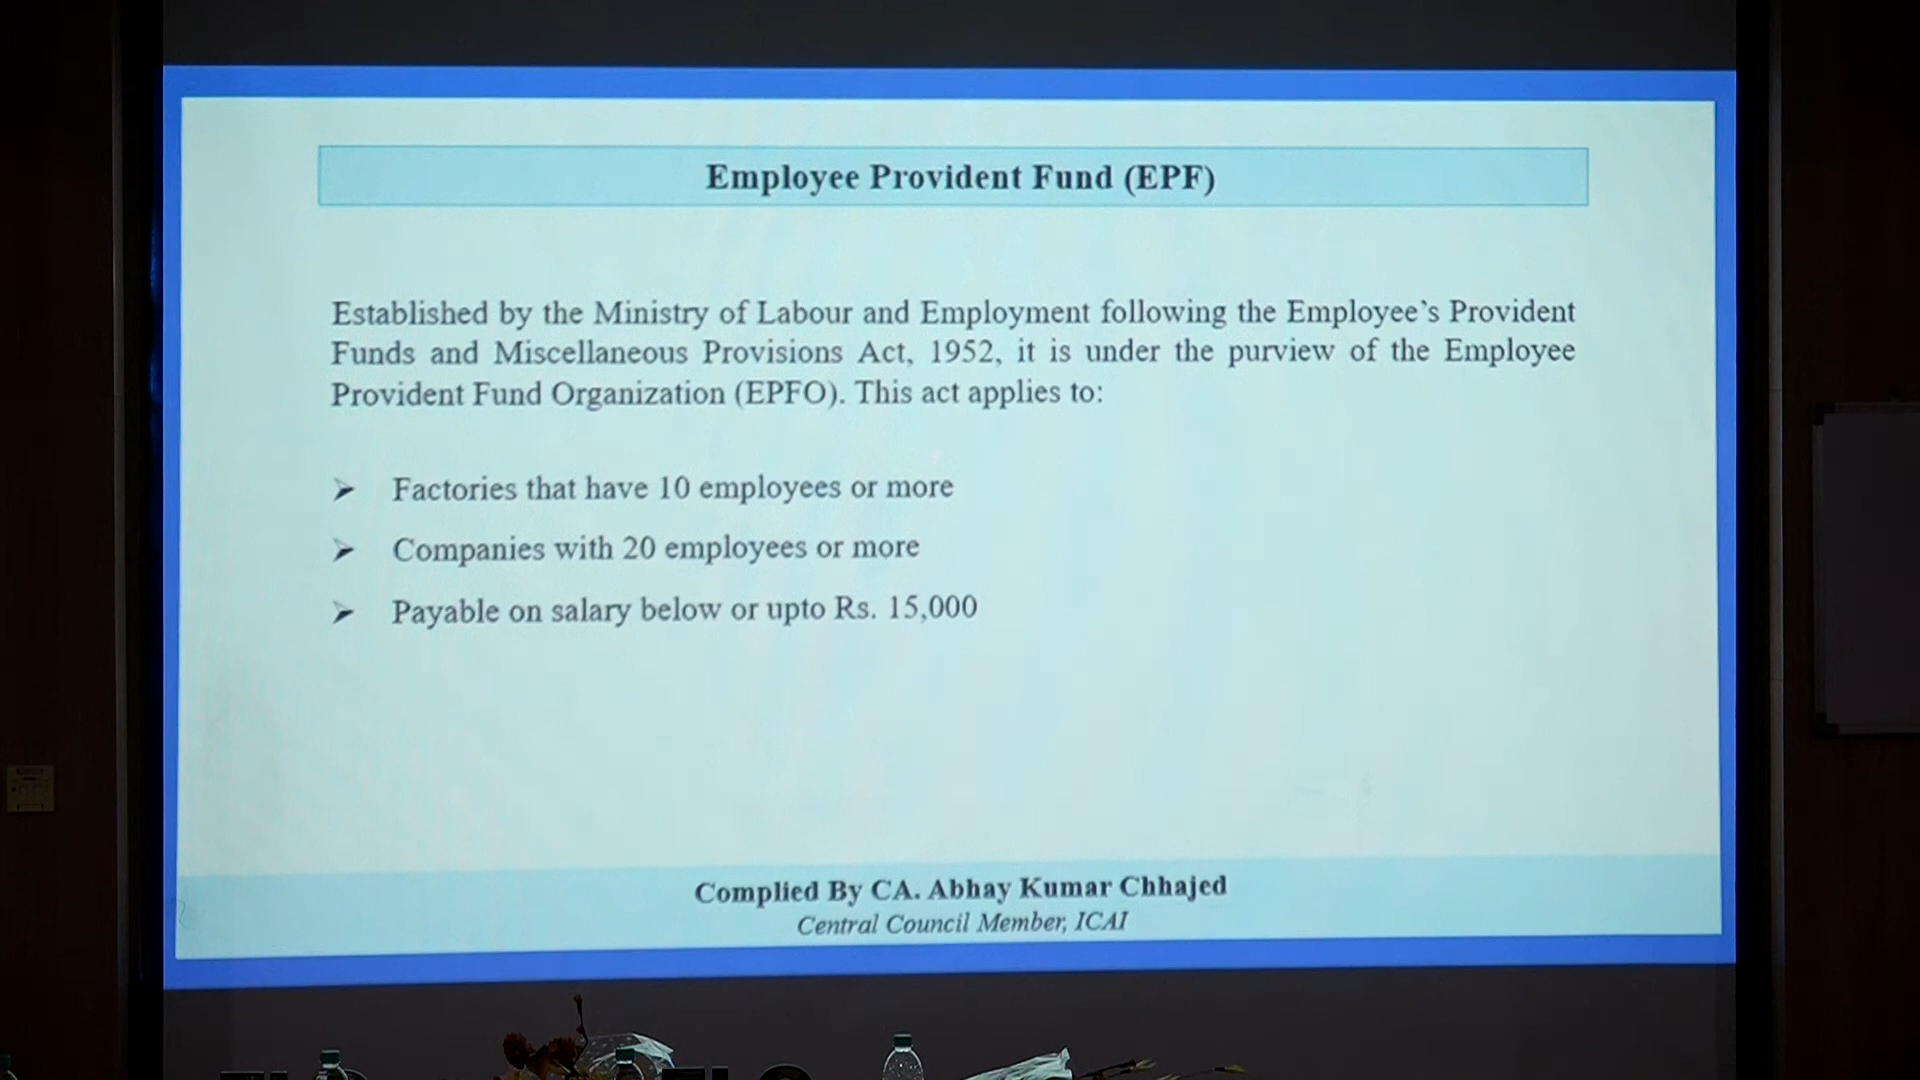 Employee Provident Fund (EPF)
Established by the Ministry of Labour and Employment following the Employee's Provident
Funds and Miscellaneous Provisions Act, 1952, it is under the purview of the Employee
Provident Fund Organization (EPFO). This act applies to:
➤ Factories that have 10 employees or more
➤ Companies with 20 employees or more
➤ Payable on salary below or upto Rs. 15,000
Complied By CA. Abhay Kumar Chhajed
Central Council Member, ICAI